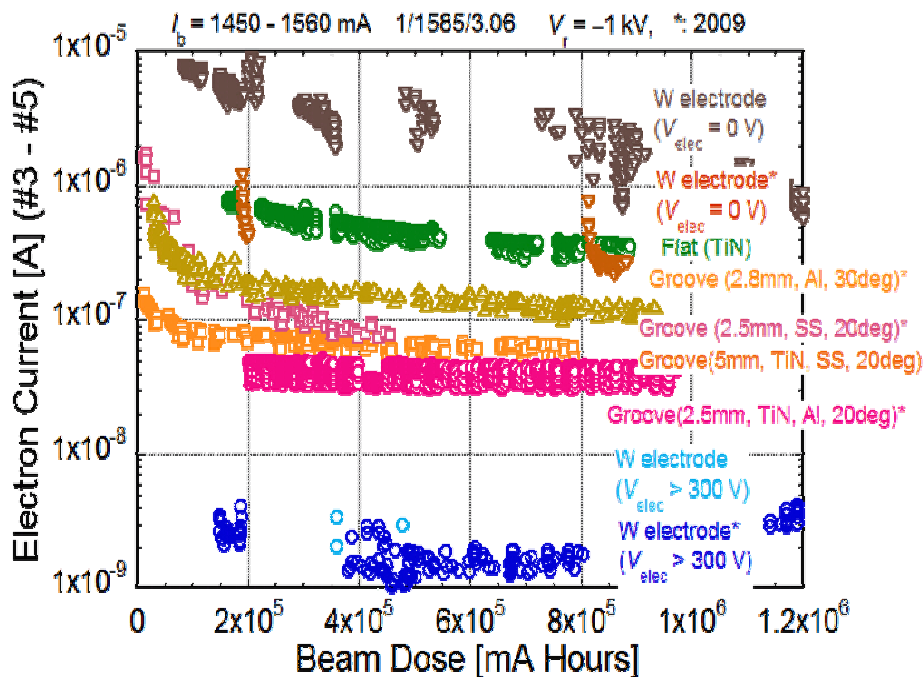 I_b = 1450 - 1560 mA 1/1585/3.06 V_r = –1 kV, *: 2009
Electron Current [A] (#3 - #5)
1x10^-5
1x10^-6
1x10^-7
1x10^-8
1x10^-9
W electrode
(V_elec = 0 V)
W electrode*
(V_elec = 0 V)
Flat (TiN)
Groove (2.8mm, Al, 30deg)*
Groove (2.5mm, SS, 20deg)*
Groove(5mm, TiN, SS, 20deg)
Groove(2.5mm, TiN, Al, 20deg)*
W electrode
(V_elec > 300 V)
W electrode*
(V_elec > 300 V)
0 2x10^5 4x10^5 6x10^5 8x10^5 1x10^6 1.2x10^6
Beam Dose [mA Hours]